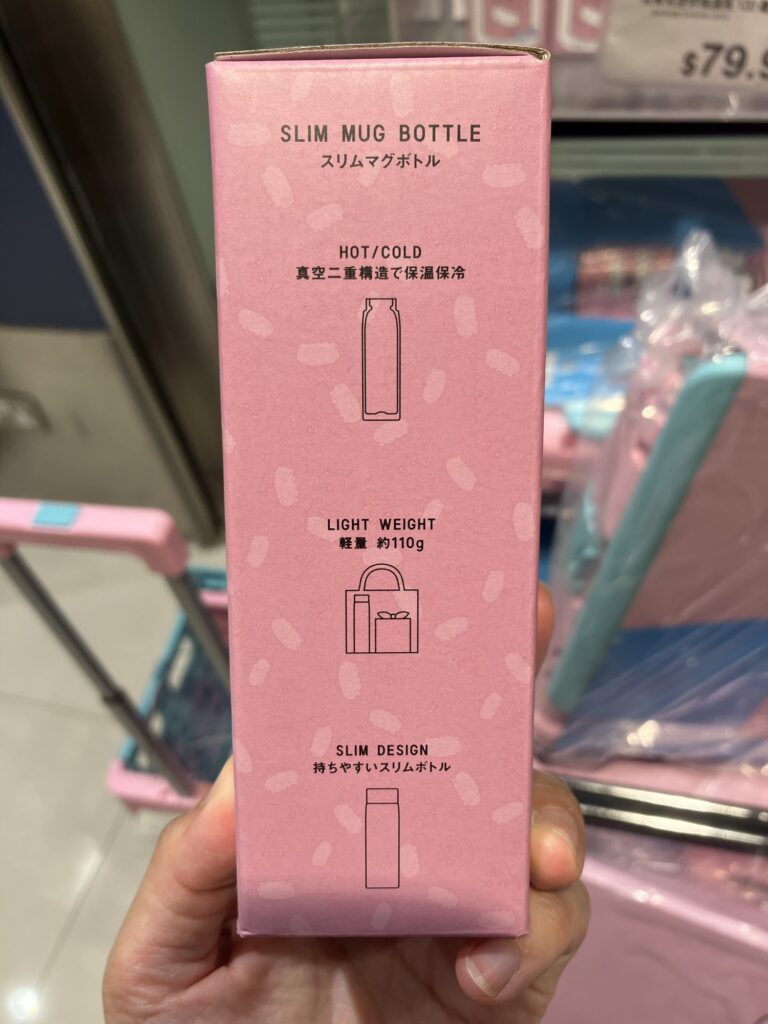 SLIM MUG BOTTLE
スリムマグボトル
HOT/COLD
真空二重構造で保温保冷
LIGHT WEIGHT
軽量 約110g
SLIM DESIGN
持ちやすいスリムボトル
$79.9